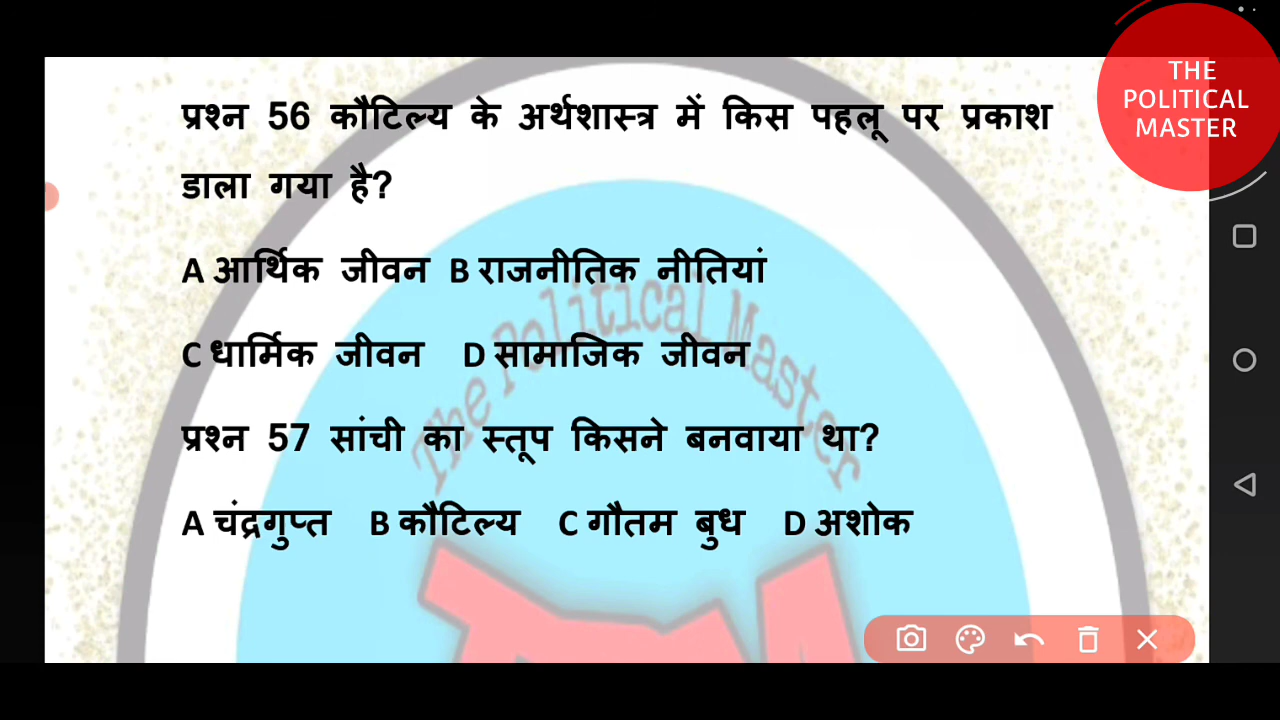 THE
POLITICAL
MASTER
प्रश्न 56 कौटिल्य के अर्थशास्त्र में किस पहलू पर प्रकाश
डाला गया है?
A आर्थिक जीवन B राजनीतिक नीतियां
C धार्मिक जीवन D सामाजिक जीवन
प्रश्न 57 सांची का स्तूप किसने बनवाया था?
A चंद्रगुप्त B कौटिल्य C गौतम बुध D अशोक
The Political Master